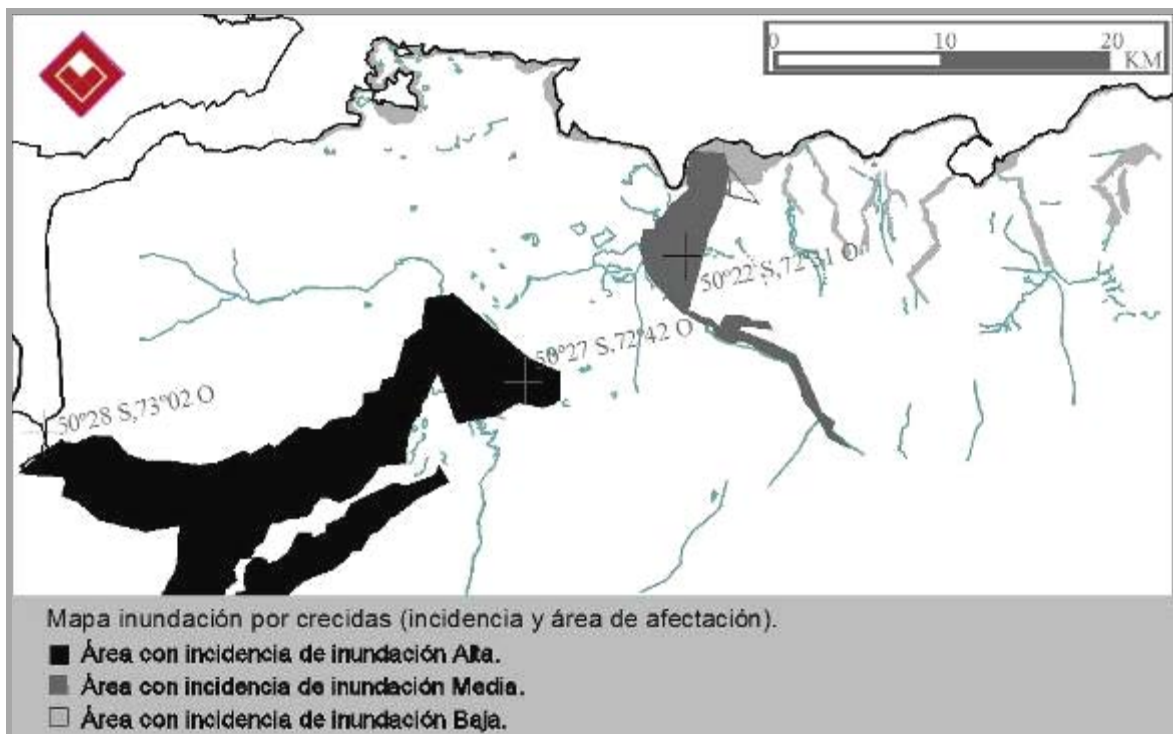 0 10 20
KM
50°22 S,72°31 O
50°27 S,72°42 O
50°28 S,73°02 O
Mapa inundación por crecidas (incidencia y área de afectación).
Área con incidencia de inundación Alta.
Área con incidencia de inundación Media.
Área con incidencia de inundación Baja.